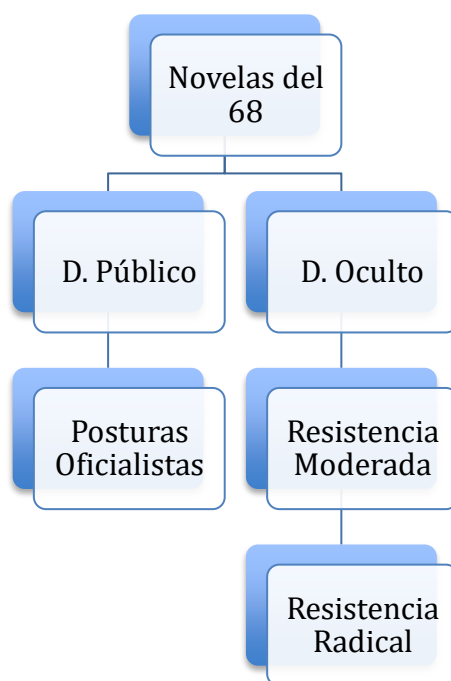 Novelas del
68
D. Público
D. Oculto
Posturas
Oficialistas
Resistencia
Moderada
Resistencia
Radical